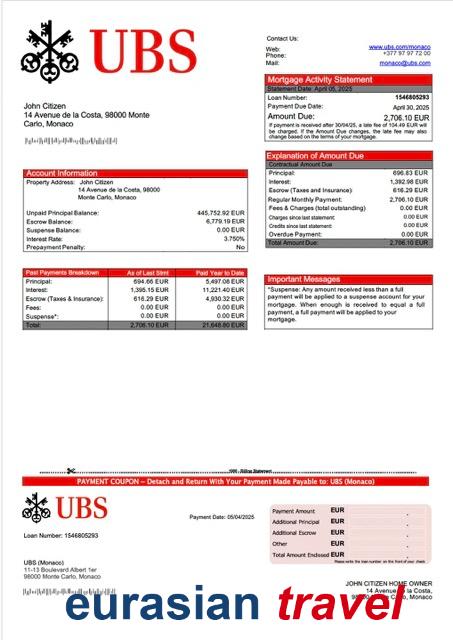 UBS
Contact Us:
Web: www.ubs.com/monaco
Phone: +377 97 97 72 00
Mail: monaco@ubs.com
Mortgage Activity Statement
Statement Date: April 05, 2025
Loan Number: 1546805293
Payment Due Date: April 30, 2025
Amount Due: 2,706.10 EUR
If payment is received after 30/04/25, a late fee of 104.49 EUR will
be charged. If the Amount Due changes, the late fee may also
change based on the terms of your mortgage.
John Citizen
14 Avenue de la Costa, 98000 Monte
Carlo, Monaco
Account Information
Property Address: John Citizen
14 Avenue de la Costa, 98000
Monte Carlo, Monaco
Unpaid Principal Balance: 445,752.92 EUR
Escrow Balance: 6,779.19 EUR
Suspense Balance: 0.00 EUR
Interest Rate: 3.750%
Prepayment Penalty: No
Explanation of Amount Due
Contractual Amount Due
Principal: 696.83 EUR
Interest: 1,392.98 EUR
Escrow (Taxes and Insurance): 616.29 EUR
Regular Monthly Payment: 2,706.10 EUR
Fees & Charges (total outstanding) 0.00 EUR
Charges since last statement: 0.00 EUR
Credits since last statement: 0.00 EUR
Overdue Payment: 0.00 EUR
Total Amount Due: 2,706.10 EUR
Past Payments Breakdown As of Last Stmt Paid Year to Date
Principal: 694.66 EUR 5,497.08 EUR
Interest: 1,395.15 EUR 11,221.40 EUR
Escrow (Taxes & Insurance): 616.29 EUR 4,930.32 EUR
Fees: 0.00 EUR 0.00 EUR
Suspense*: 0.00 EUR 0.00 EUR
Total: 2,706.10 EUR 21,648.80 EUR
Important Messages
*Suspense: Any amount received less than a full
payment will be applied to a suspense account for your
mortgage. When enough is received to equal a full
payment, a full payment will be applied to your
mortgage.
PAYMENT COUPON – Detach and Return With Your Payment Made Payable to: UBS (Monaco)
UBS
Payment Date: 05/04/2025
Loan Number: 1546805293
Payment Amount EUR
Additional Principal EUR
Additional Escrow EUR
Other EUR
Total Amount Endosed EUR
Please write the loan number on the front of your check
UBS (Monaco)
11-13 Boulevard Albert 1er
98000 Monte Carlo, Monaco
JOHN CITIZEN HOME OWNER
14 Avenue de la Costa,
98000 Monte Carlo, Monaco
eurasian travel